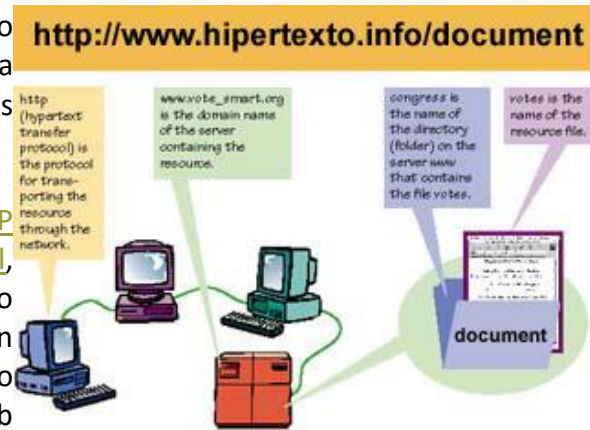 http://www.hipertexto.info/document
http
(hypertext
transfer
protocol) is
the protocol
for trans-
porting the
resource
through the
network.
www.vote_smart.org
is the domain name
of the server
containing the
resource.
congress is
the name of
the directory
(folder) on the
server www
that contains
the file votes.
votes is the
name of the
resource file.
document
o
a
s
P
l,
o
n
o
b